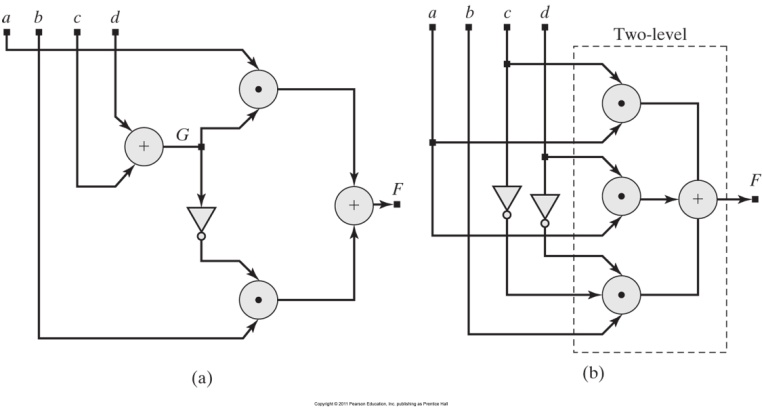 a b c d
a b c d
Two-level
G
+
F
+
F
+
(a)
(b)
Copyright © 2011 Pearson Education, Inc. publishing as Prentice Hall